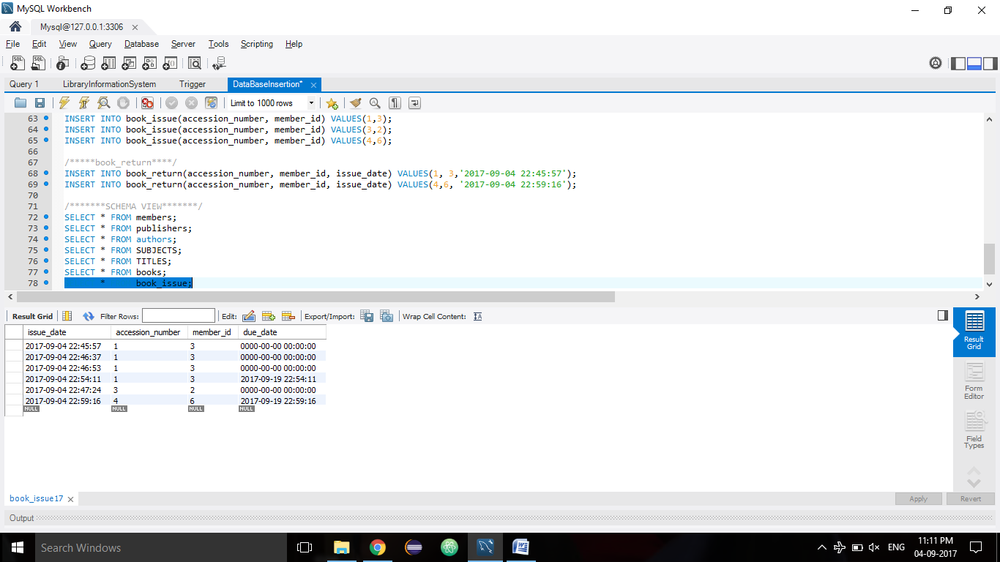 MySQL Workbench
Mysql@127.0.0.1:3306
File Edit View Query Database Server Tools Scripting Help
Query 1 LibraryInformationSystem Trigger DataBaseInsertion*
Limit to 1000 rows
63 INSERT INTO book_issue(accession_number, member_id) VALUES(1,3);
64 INSERT INTO book_issue(accession_number, member_id) VALUES(3,2);
65 INSERT INTO book_issue(accession_number, member_id) VALUES(4,6);
66
67 /*****book_return****/
68 INSERT INTO book_return(accession_number, member_id, issue_date) VALUES(1, 3,'2017-09-04 22:45:57');
69 INSERT INTO book_return(accession_number, member_id, issue_date) VALUES(4,6, '2017-09-04 22:59:16');
70
71 /*******SCHEMA VIEW*******/
72 SELECT * FROM members;
73 SELECT * FROM publishers;
74 SELECT * FROM authors;
75 SELECT * FROM SUBJECTS;
76 SELECT * FROM TITLES;
77 SELECT * FROM books;
78 * book_issue;
Result Grid Filter Rows: Edit: Export/Import: Wrap Cell Content:
issue_date accession_number member_id due_date
2017-09-04 22:45:57 1 3 0000-00-00 00:00:00
2017-09-04 22:46:37 1 3 0000-00-00 00:00:00
2017-09-04 22:46:53 1 3 0000-00-00 00:00:00
2017-09-04 22:54:11 1 3 2017-09-19 22:54:11
2017-09-04 22:47:24 3 2 0000-00-00 00:00:00
2017-09-04 22:59:16 4 6 2017-09-19 22:59:16
NULL NULL NULL NULL
Result
Grid
Form
Editor
Field
Types
book_issue17
Apply Revert
Output
Search Windows
ENG
11:11 PM
04-09-2017